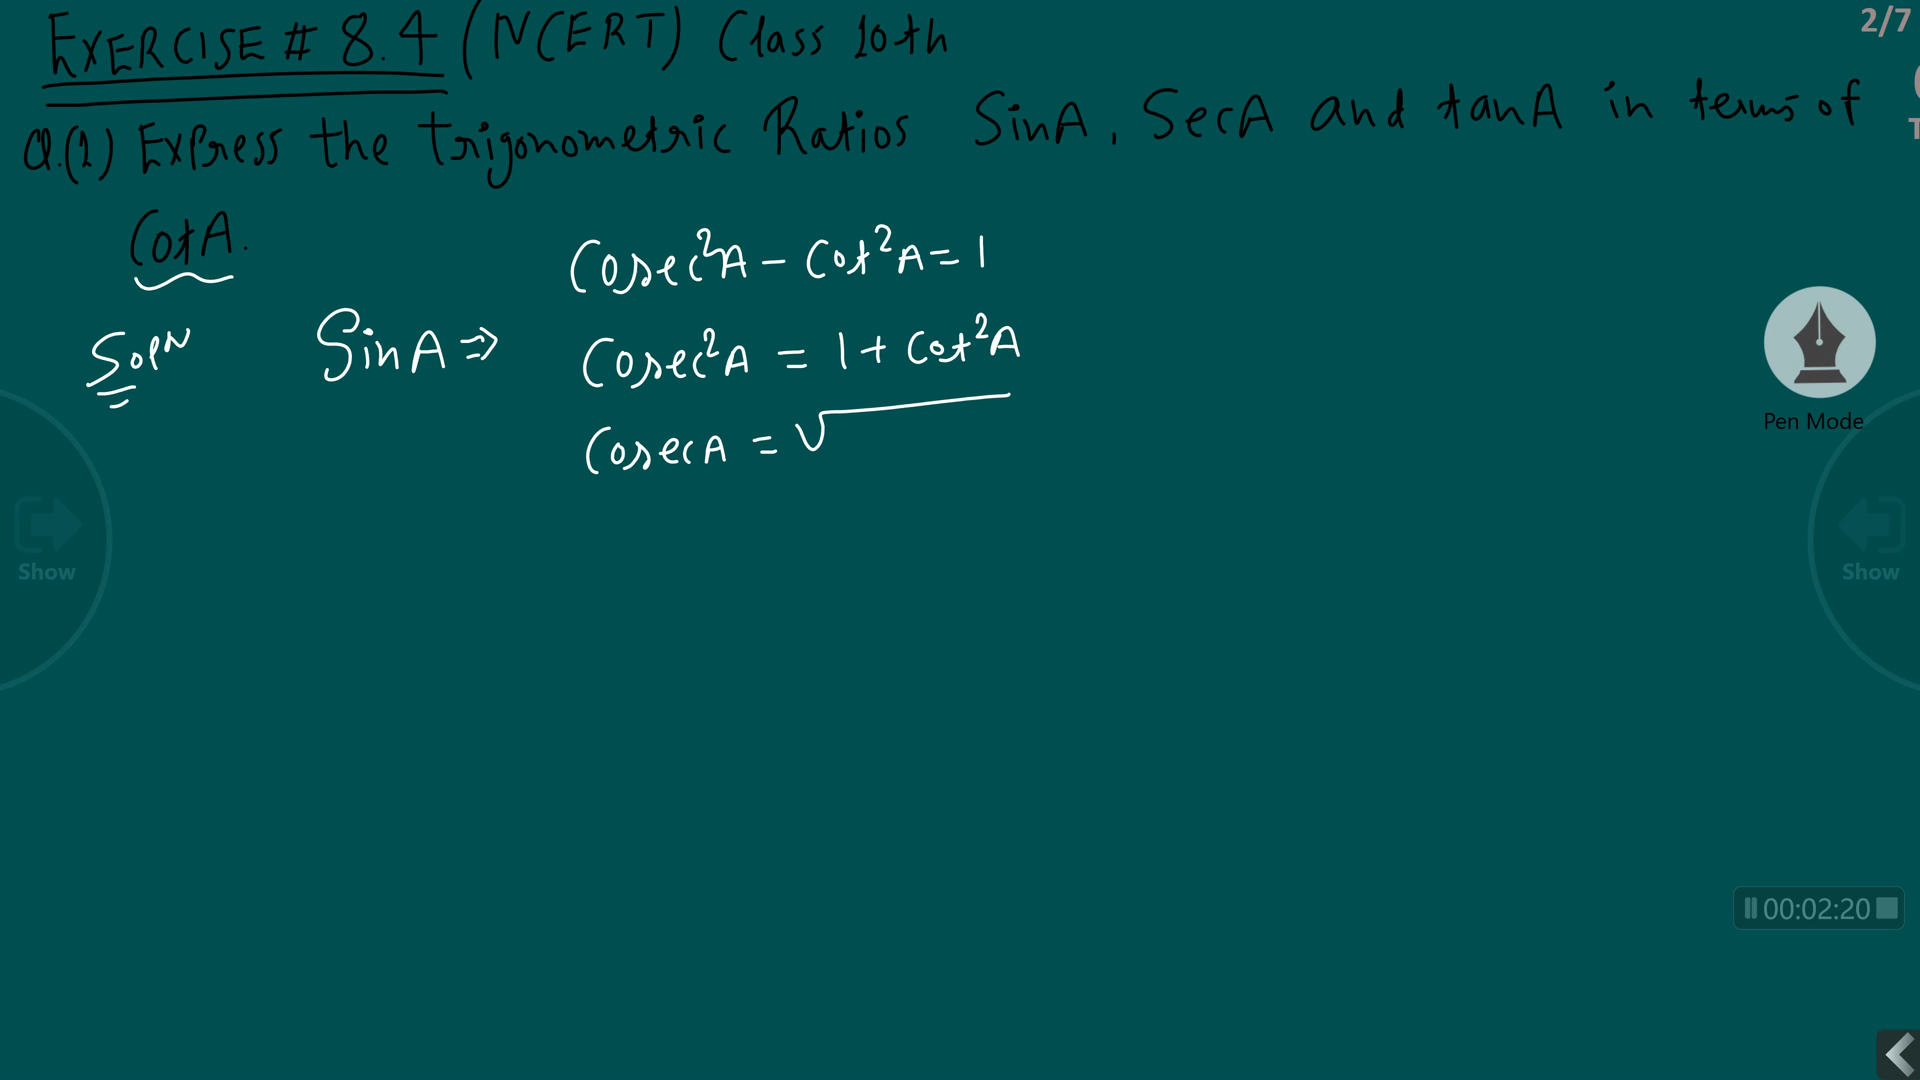 EXERCISE # 8.4 (NCERT) Class 10th
2/7
Q.(1) Express the trigonometric Ratios SinA, SecA and tanA in terms of
CotA.
Cosec²A - Cot²A = 1
Soln SinA ⇒ Cosec²A = 1 + Cot²A
CosecA = √
Pen Mode
Show
Show
00:02:20